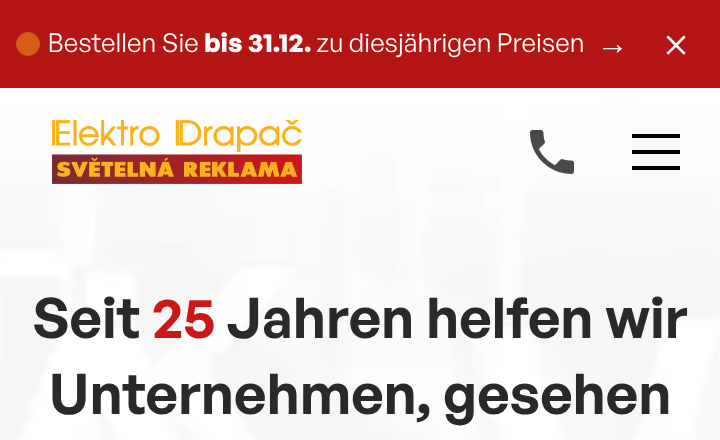 Bestellen Sie bis 31.12. zu diesjährigen Preisen →
Elektro Drapač
SVĚTELNÁ REKLAMA
Seit 25 Jahren helfen wir
Unternehmen, gesehen